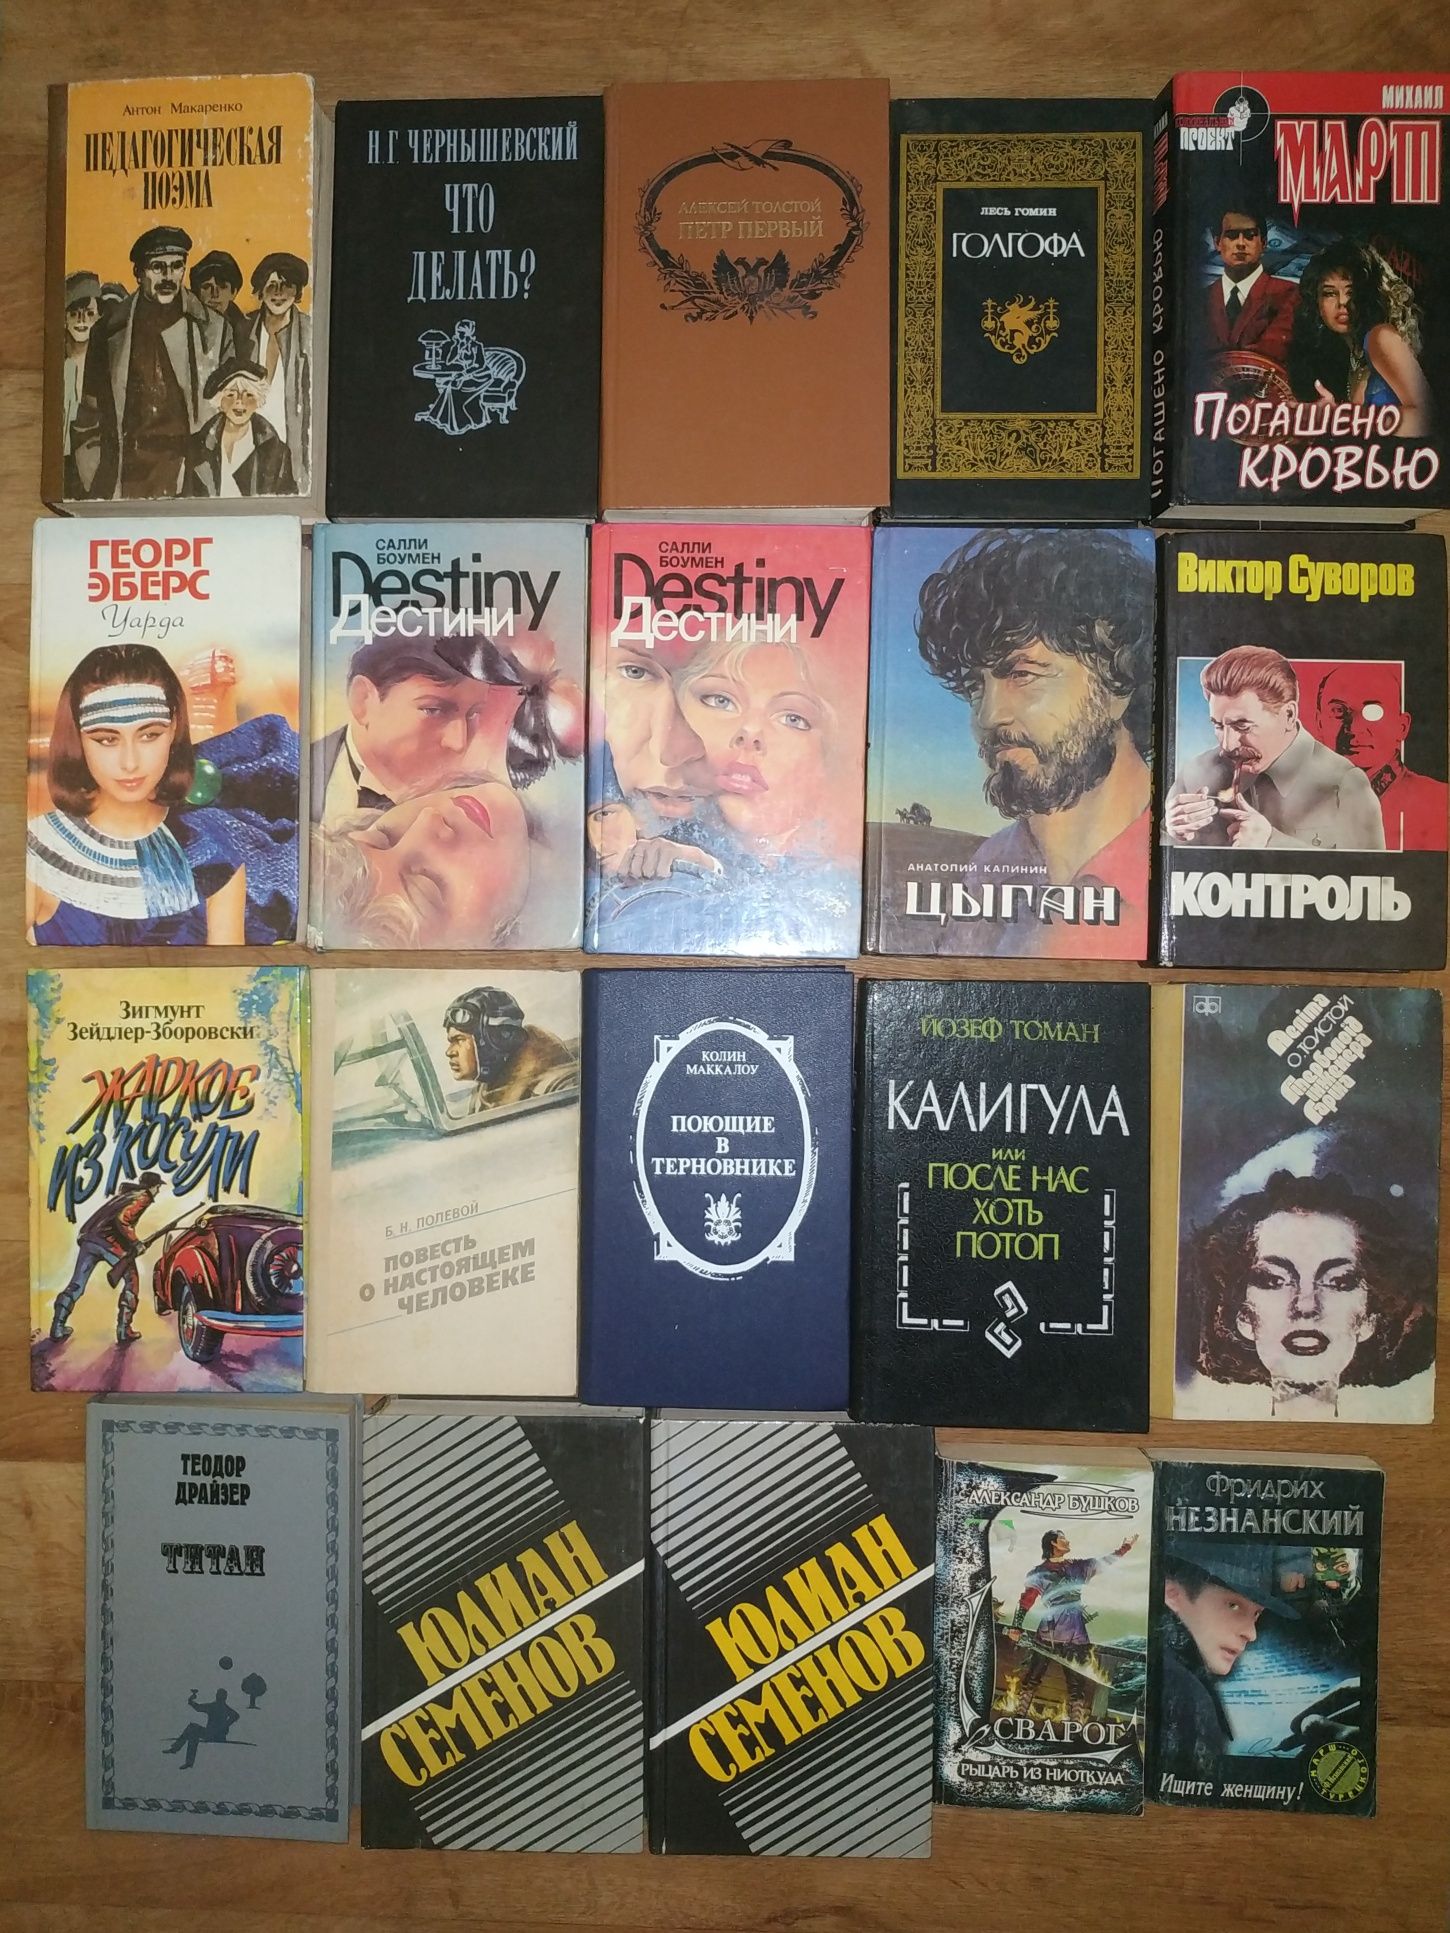 Антон Макаренко
ПЕДАГОГИЧЕСКАЯ
ПОЭМА
Н.Г. ЧЕРНЫШЕВСКИЙ
ЧТО
ДЕЛАТЬ?
АЛЕКСЕЙ ТОЛСТОЙ
ПЕТР ПЕРВЫЙ
ЛЕСЬ ГОМИН
ГОЛГОФА
ПОГАШЕНО КРОВЬЮ
ПРОЕКТ
МИХАИЛ
МАРТ
ПОГАШЕНО
КРОВЬЮ
ГЕОРГ
ЭБЕРС
Уарда
САЛЛИ
БОУМЕН
Destiny
Дестини
САЛЛИ
БОУМЕН
Destiny
Дестини
АНАТОЛИЙ КАЛИНИН
ЦЫГАН
Виктор Суворов
КОНТРОЛЬ
Зигмунт
Зейдлер-Зборовски
ЖАРКОЕ
ИЗ КОСУЛИ
Б. Н. ПОЛЕВОЙ
ПОВЕСТЬ
О НАСТОЯЩЕМ
ЧЕЛОВЕКЕ
КОЛИН
МАККАЛОУ
ПОЮЩИЕ
В
ТЕРНОВНИКЕ
ЙОЗЕФ ТОМАН
КАЛИГУЛА
ИЛИ
ПОСЛЕ НАС
ХОТЬ
ПОТОП
ТОЛСТОЙ
Гарина
ТЕОДОР
ДРАЙЗЕР
ТИТАН
ЮЛИАН
СЕМЕНОВ
ЮЛИАН
СЕМЕНОВ
АЛЕКСАНДР БУШКОВ
СВАРОГ
РЫЦАРЬ ИЗ НИОТКУДА
Фридрих
НЕЗНАНСКИЙ
Ищите женщину!
МАРШ
ТУРЕЦКОГО